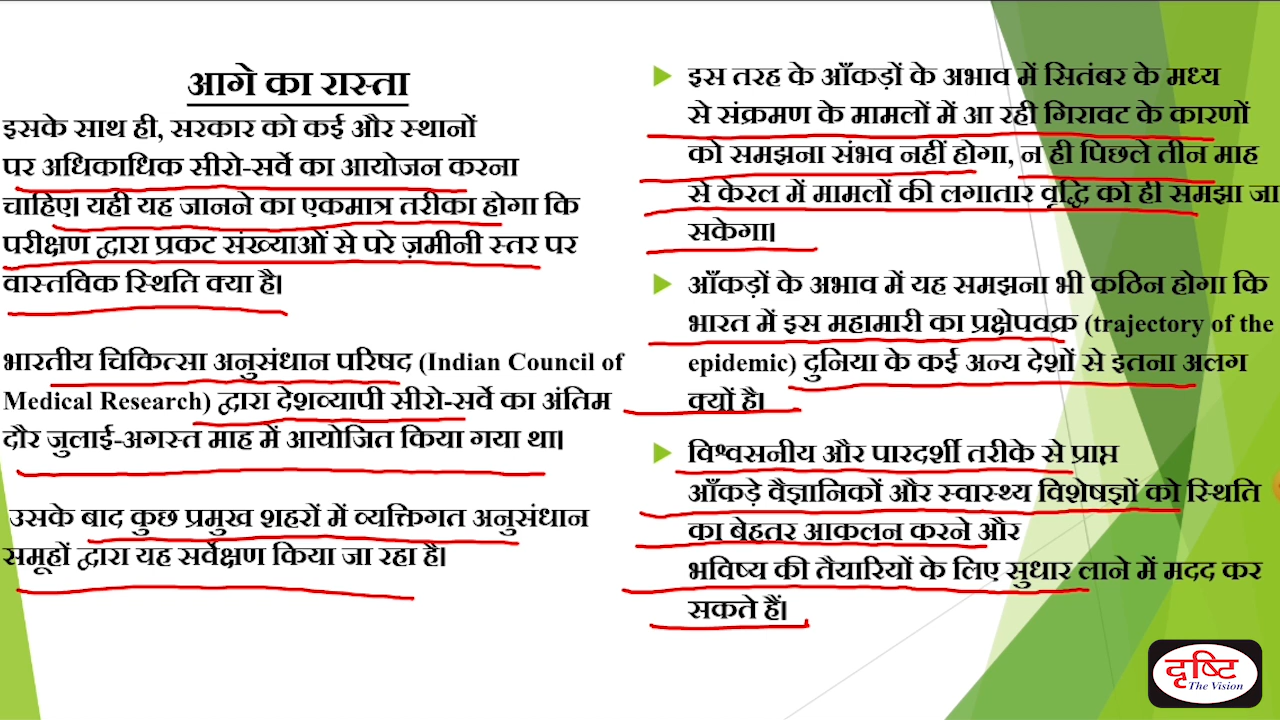 आगे का रास्ता
इसके साथ ही, सरकार को कई और स्थानों
पर अधिकाधिक सीरो-सर्वे का आयोजन करना
चाहिए। यही यह जानने का एकमात्र तरीका होगा कि
परीक्षण द्वारा प्रकट संख्याओं से परे ज़मीनी स्तर पर
वास्तविक स्थिति क्या है।
भारतीय चिकित्सा अनुसंधान परिषद (Indian Council of
Medical Research) द्वारा देशव्यापी सीरो-सर्वे का अंतिम
दौर जुलाई-अगस्त माह में आयोजित किया गया था।
उसके बाद कुछ प्रमुख शहरों में व्यक्तिगत अनुसंधान
समूहों द्वारा यह सर्वेक्षण किया जा रहा है।
इस तरह के आँकड़ों के अभाव में सितंबर के मध्य
से संक्रमण के मामलों में आ रही गिरावट के कारणों
को समझना संभव नहीं होगा, न ही पिछले तीन माह
से केरल में मामलों की लगातार वृद्धि को ही समझा जा
सकेगा।
आँकड़ों के अभाव में यह समझना भी कठिन होगा कि
भारत में इस महामारी का प्रक्षेपवक्र (trajectory of the
epidemic) दुनिया के कई अन्य देशों से इतना अलग
क्यों है।
विश्वसनीय और पारदर्शी तरीके से प्राप्त
आँकड़े वैज्ञानिकों और स्वास्थ्य विशेषज्ञों को स्थिति
का बेहतर आकलन करने और
भविष्य की तैयारियों के लिए सुधार लाने में मदद कर
सकते हैं।
दृष्टि
The Vision